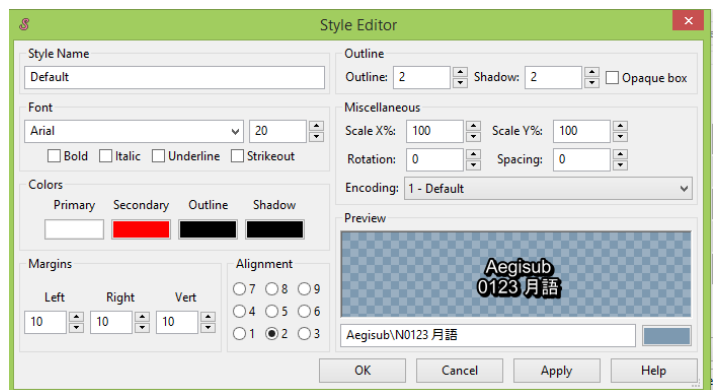 Style Editor
Style Name
Default
Font
Arial
20
Bold Italic Underline Strikeout
Colors
Primary Secondary Outline Shadow
Margins
Left Right Vert
10 10 10
Alignment
7 8 9
4 5 6
1 2 3
Outline
Outline: 2 Shadow: 2 Opaque box
Miscellaneous
Scale X%: 100 Scale Y%: 100
Rotation: 0 Spacing: 0
Encoding: 1 - Default
Preview
Aegisub
0123 月語
Aegisub\N0123 月語
OK Cancel Apply Help